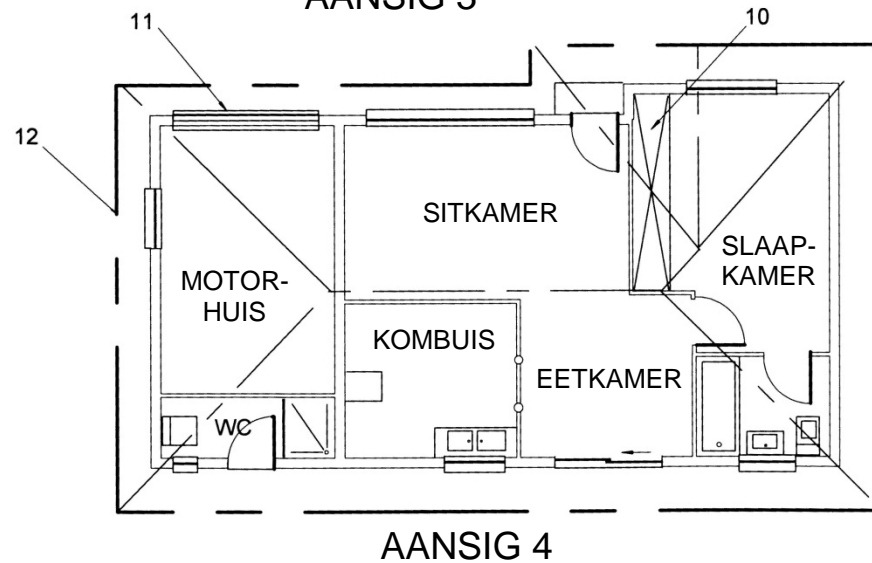 AANSIG 3
11
10
12
SITKAMER
SLAAP-
KAMER
MOTOR-
HUIS
KOMBUIS
EETKAMER
WC
AANSIG 4